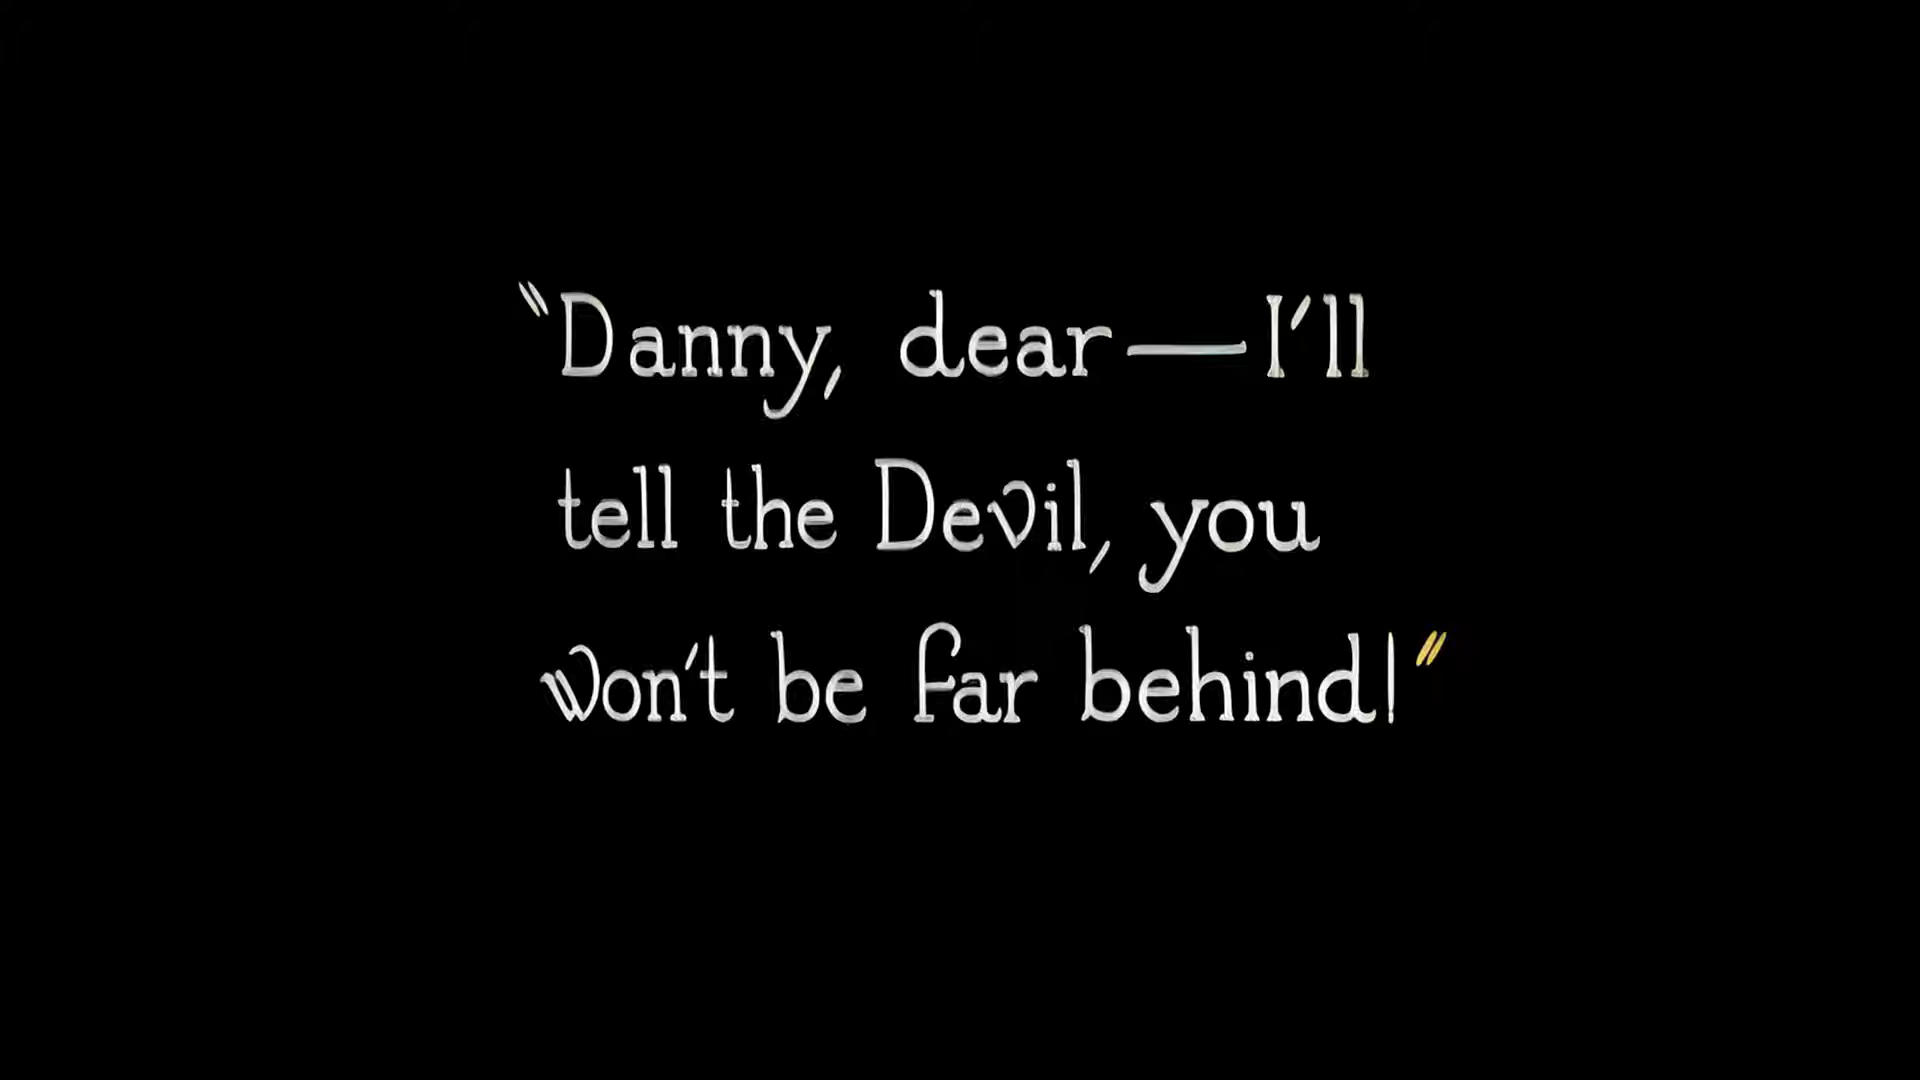 "Danny, dear—I'll
tell the Devil, you
won't be far behind!"